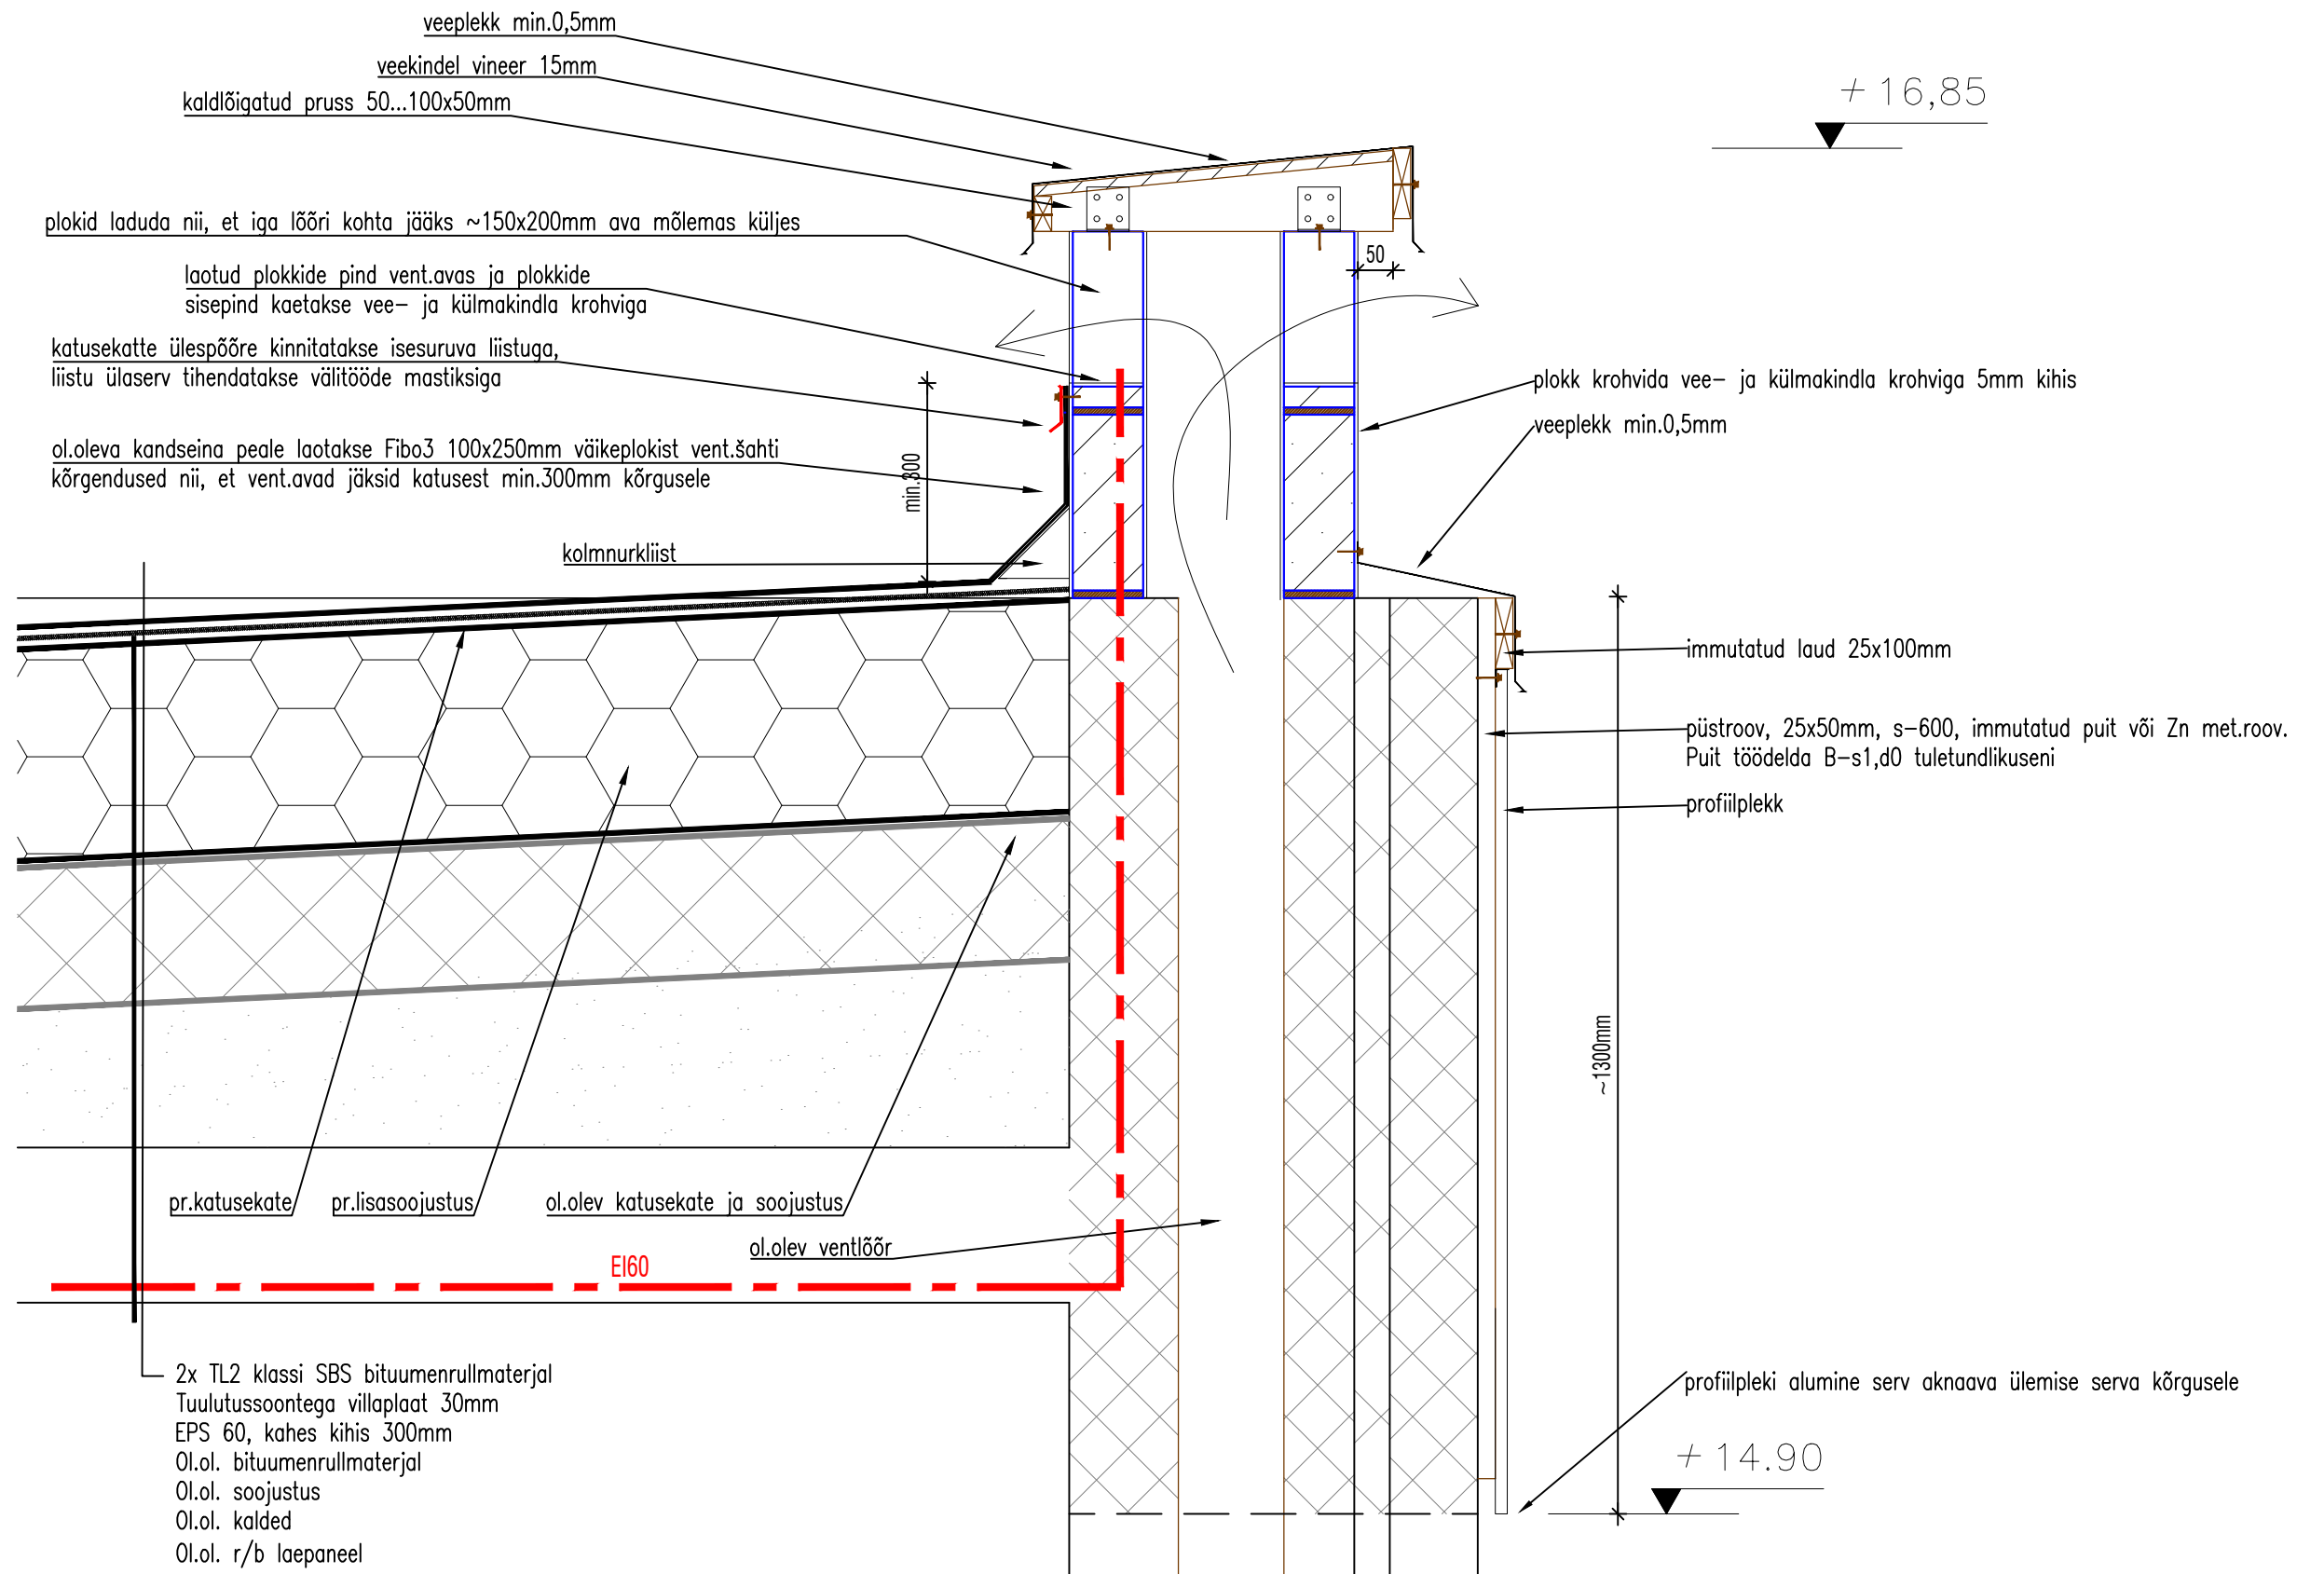 veeplekk min.0,5mm
veekindel vineer 15mm
kaldlõigatud pruss 50...100x50mm
+ 16,85
plokid laduda nii, et iga lõõri kohta jääks ~150x200mm ava mõlemas küljes
50
laotud plokkide pind vent.avas ja plokkide
sisepind kaetakse vee- ja külmakindla krohviga
katusekatte ülespööre kinnitatakse isesuruva liistuga,
liistu ülaserv tihendatakse välitööde mastiksiga
plokk krohvida vee- ja külmakindla krohviga 5mm kihis
veeplekk min.0,5mm
ol.oleva kandseina peale laotakse Fibo3 100x250mm väikeplokist vent.šahti
kõrgendused nii, et vent.avad jäksid katusest min.300mm kõrgusele
min.300
kolmnurkliist
immutatud laud 25x100mm
püstroov, 25x50mm, s-600, immutatud puit või Zn met.roov.
Puit töödelda B-s1,d0 tuletundlikuseni
profiilplekk
~1300mm
pr.katusekate
pr.lisasoojustus
ol.olev katusekate ja soojustus
ol.olev ventlõõr
EI60
2x TL2 klassi SBS bituumenrullmaterjal
Tuulutussoontega villaplaat 30mm
EPS 60, kahes kihis 300mm
Ol.ol. bituumenrullmaterjal
Ol.ol. soojustus
Ol.ol. kalded
Ol.ol. r/b laepaneel
profiilpleki alumine serv aknaava ülemise serva kõrgusele
+ 14.90